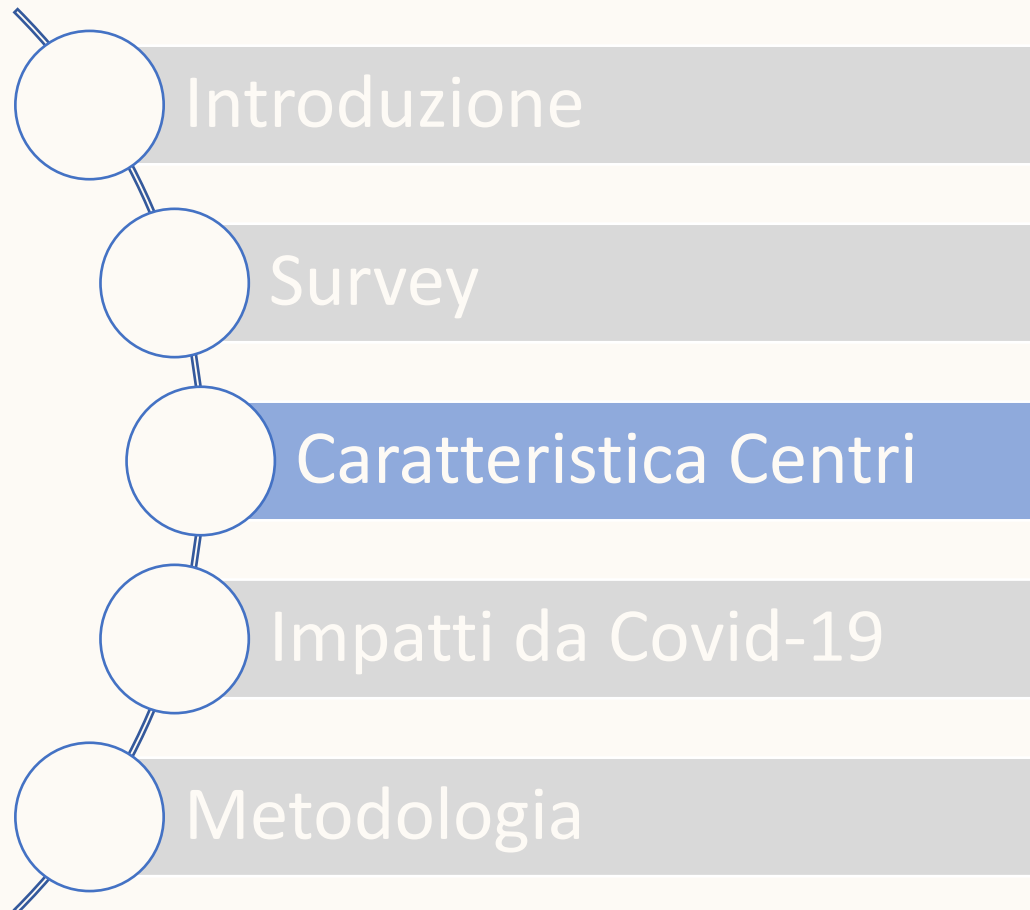 Introduzione
Survey
Caratteristica Centri
Impatti da Covid-19
Metodologia